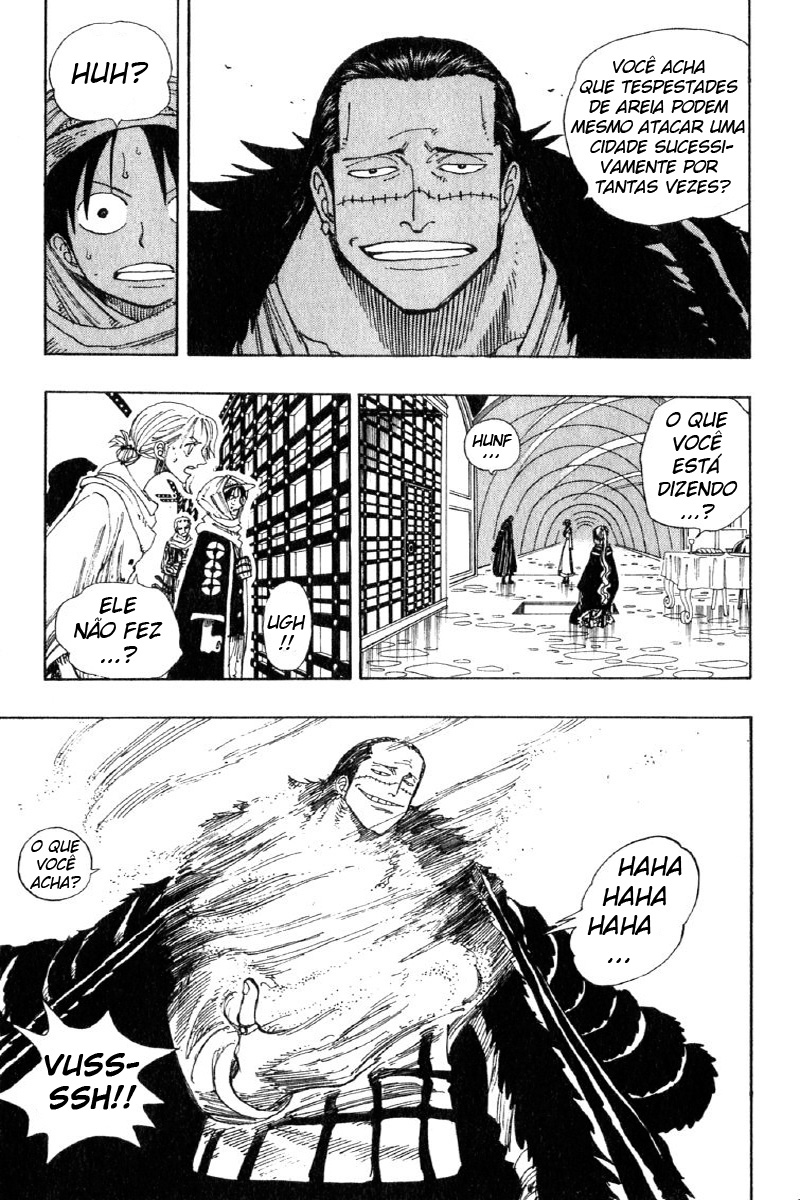 VOCÊ ACHA
QUE TESPESTADES
DE AREIA PODEM
MESMO ATACAR UMA
CIDADE SUCESSI-
VAMENTE POR
TANTAS VEZES?
HUH?
O QUE
VOCÊ
ESTÁ
DIZENDO
...?
HUNF
...
UGH
!!
ELE
NÃO FEZ
...?
HAHA
HAHA
HAHA
...
O QUE
VOCÊ
ACHA?
VUSS-
SSH!!